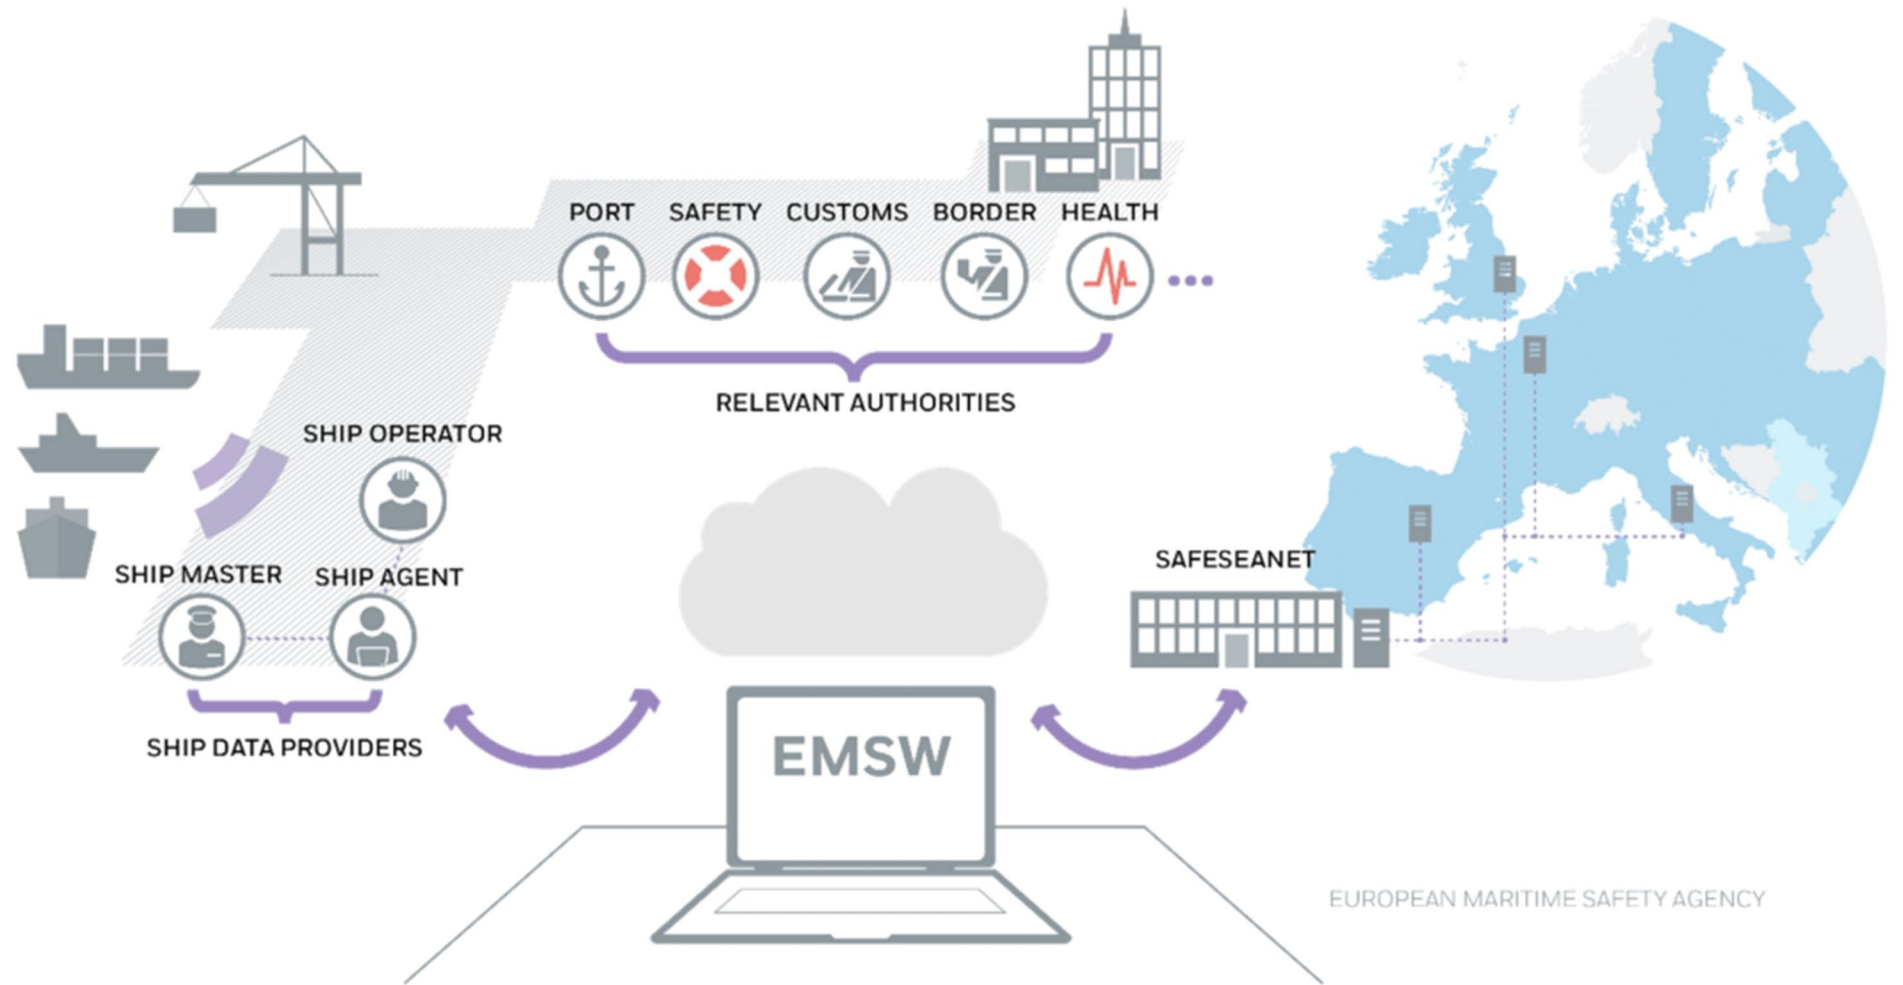 PORT
SAFETY
CUSTOMS
BORDER
HEALTH
RELEVANT AUTHORITIES
SHIP OPERATOR
SHIP MASTER
SHIP AGENT
SHIP DATA PROVIDERS
SAFESEANET
EMSW
EUROPEAN MARITIME SAFETY AGENCY